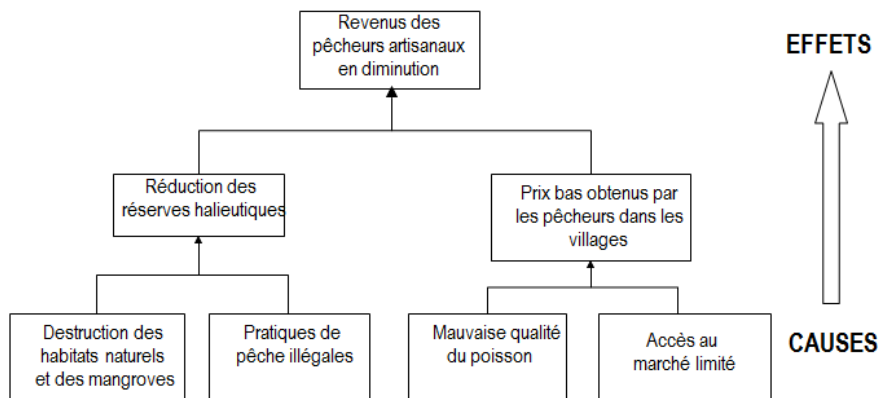 Revenus des
pêcheurs artisanaux
en diminution
EFFETS
Réduction des
réserves halieutiques
Prix bas obtenus par
les pêcheurs dans les
villages
Destruction des
habitats naturels
et des mangroves
Pratiques de
pêche illégales
Mauvaise qualité
du poisson
Accès au
marché limité
CAUSES